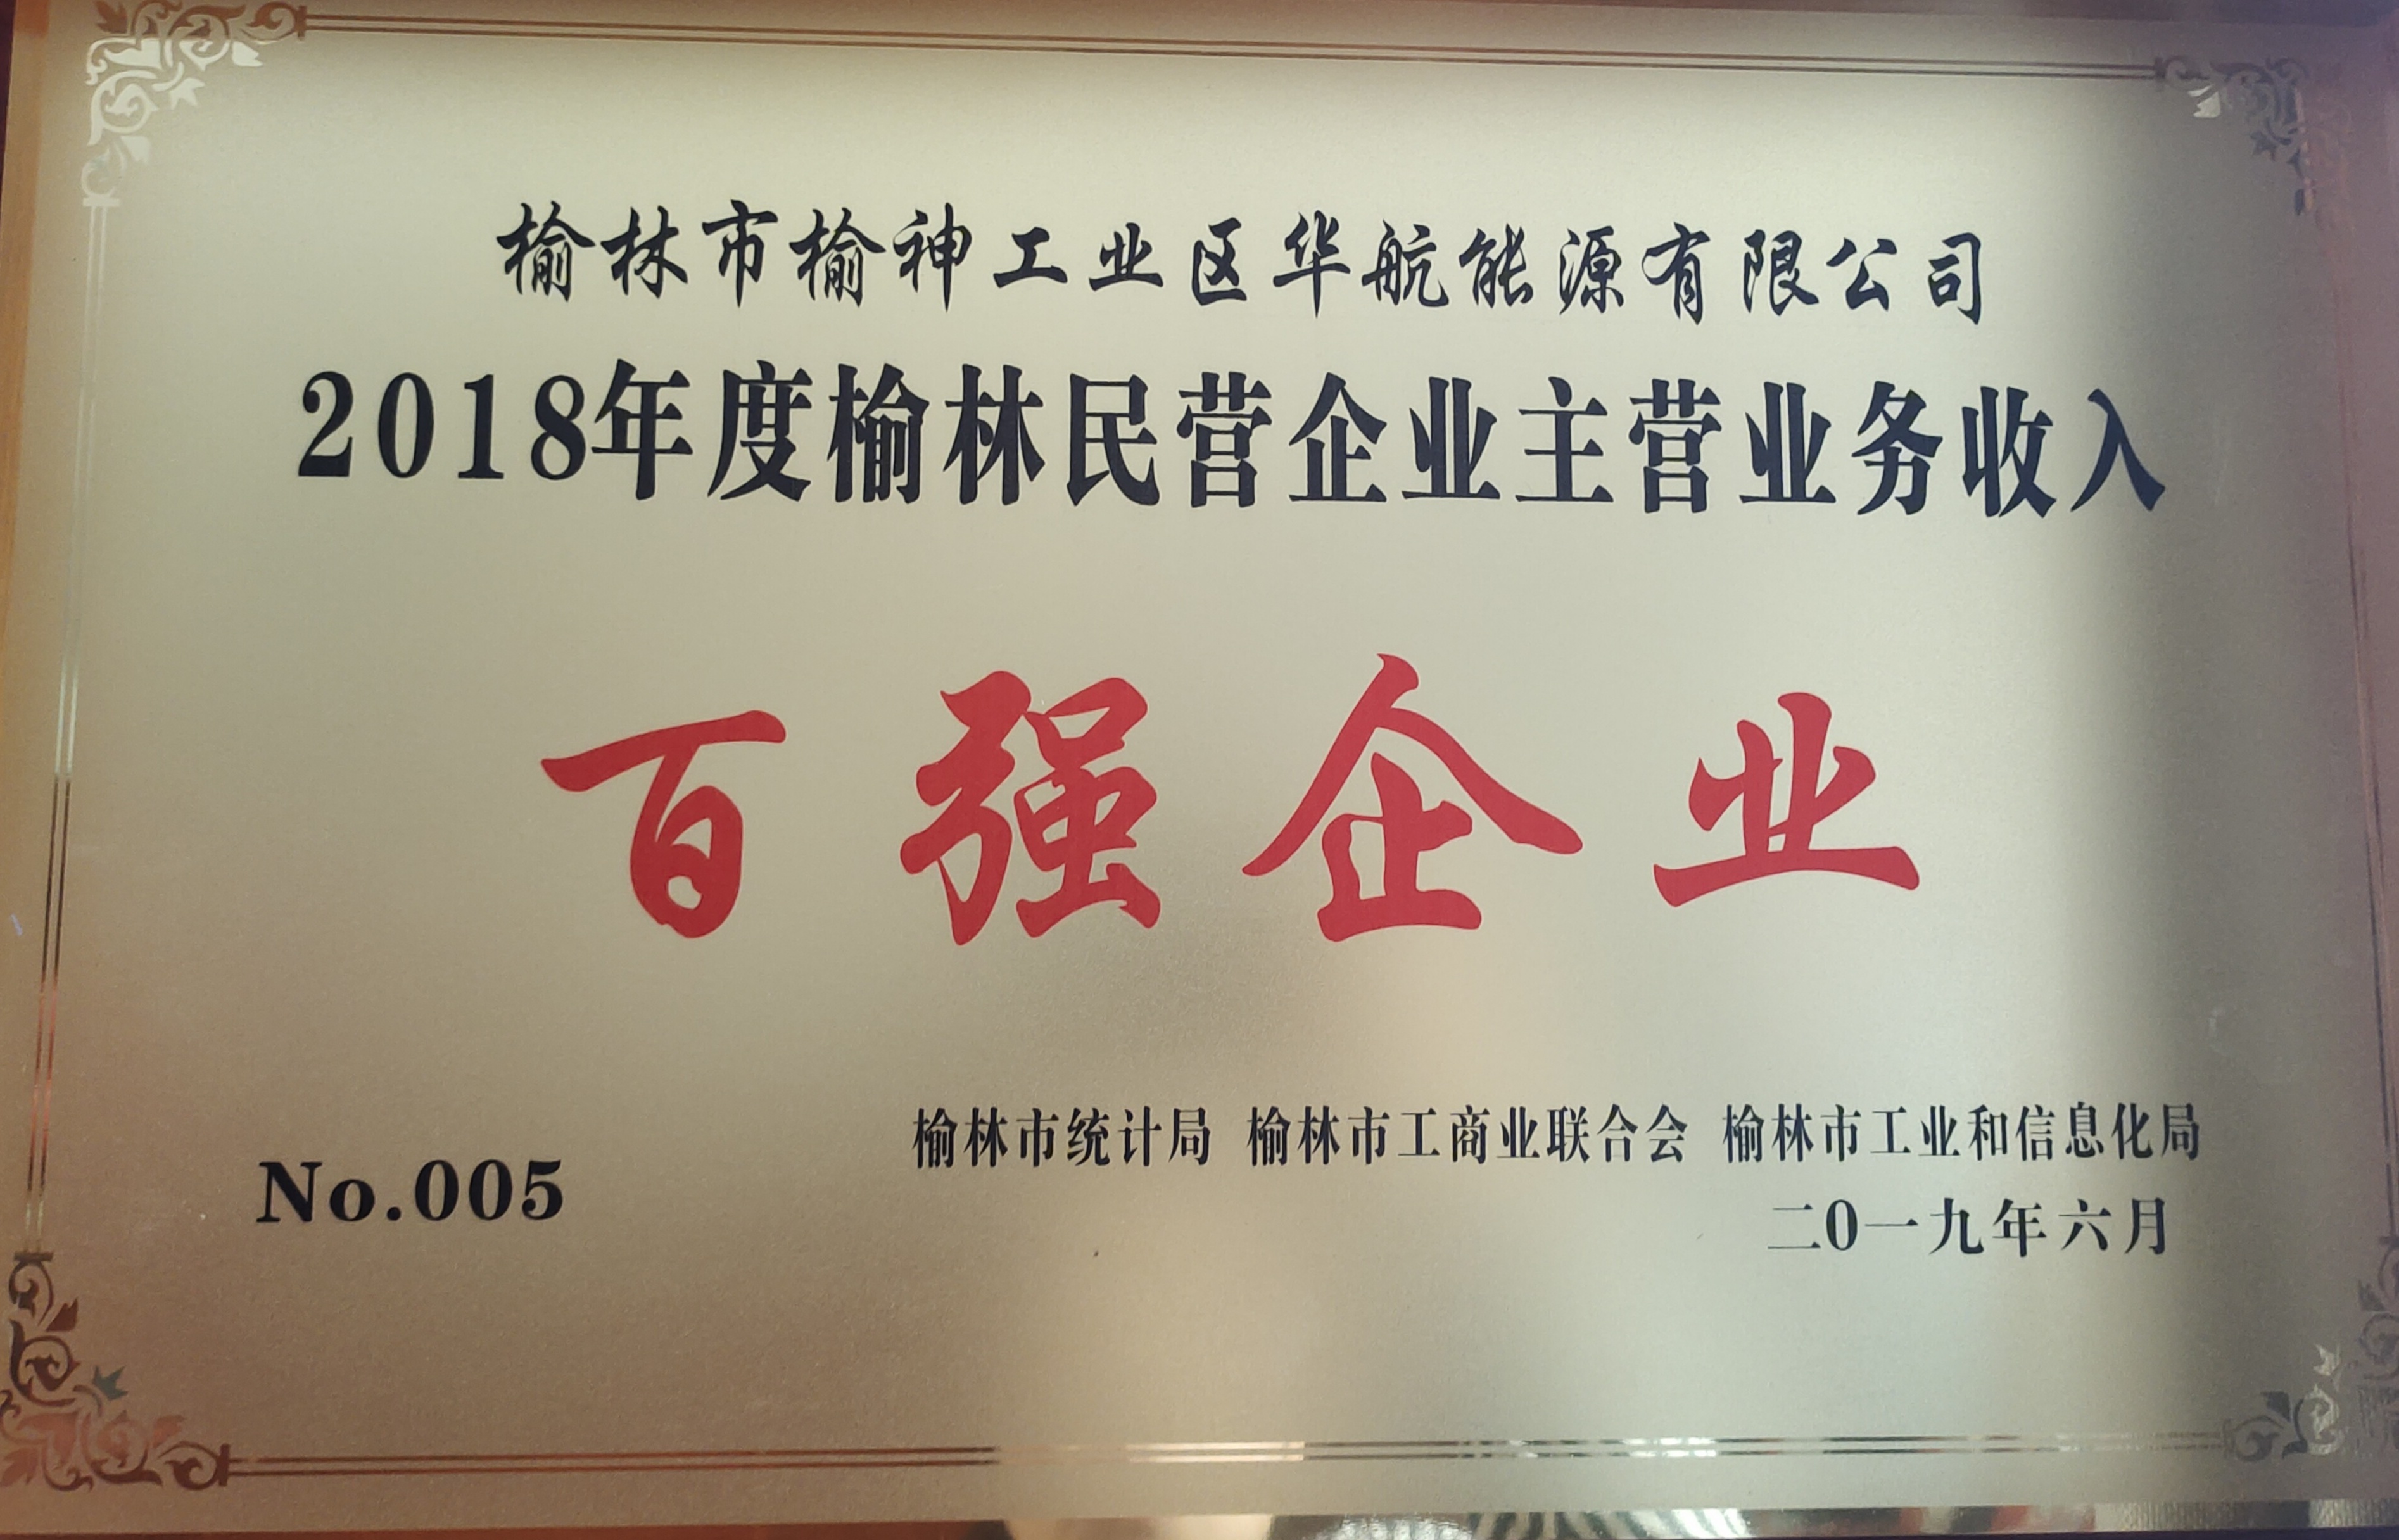 榆林市榆神工业区华航能源有限公司
2018年度榆林民营企业主营业务收入
百强企业
榆林市统计局 榆林市工商业联合会 榆林市工业和信息化局
No.005
二0一九年六月